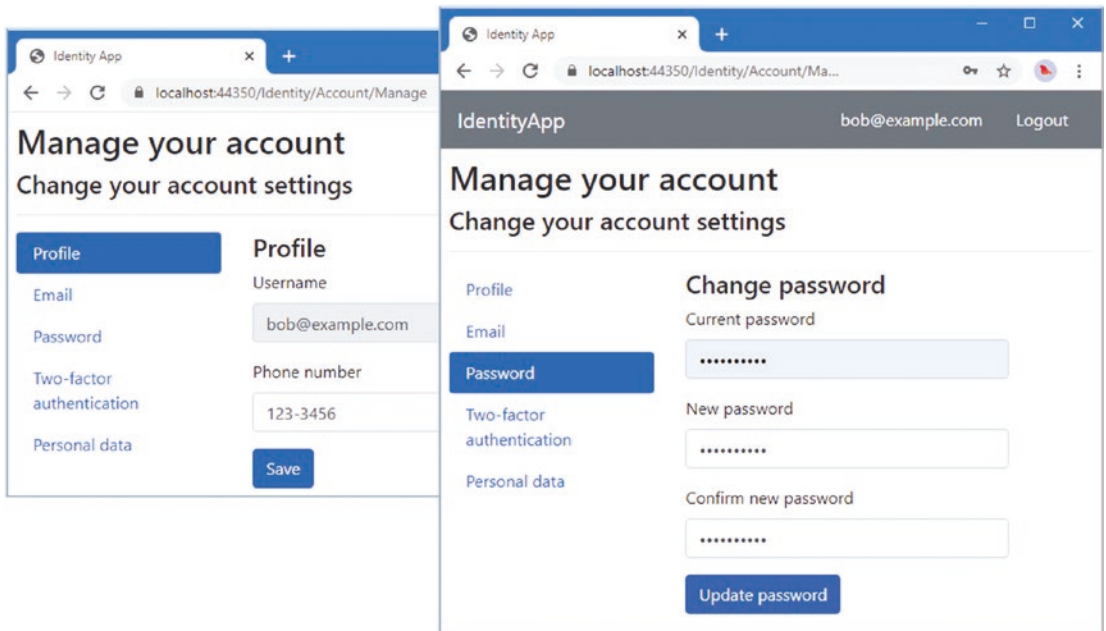 Identity App
localhost:44350/Identity/Account/Manage
Manage your account
Change your account settings
Profile
Email
Password
Two-factor
authentication
Personal data
Profile
Username
bob@example.com
Phone number
123-3456
Save
Identity App
localhost:44350/Identity/Account/Ma...
IdentityApp
bob@example.com
Logout
Manage your account
Change your account settings
Profile
Email
Password
Two-factor
authentication
Personal data
Change password
Current password
••••••••••
New password
••••••••••
Confirm new password
••••••••••
Update password